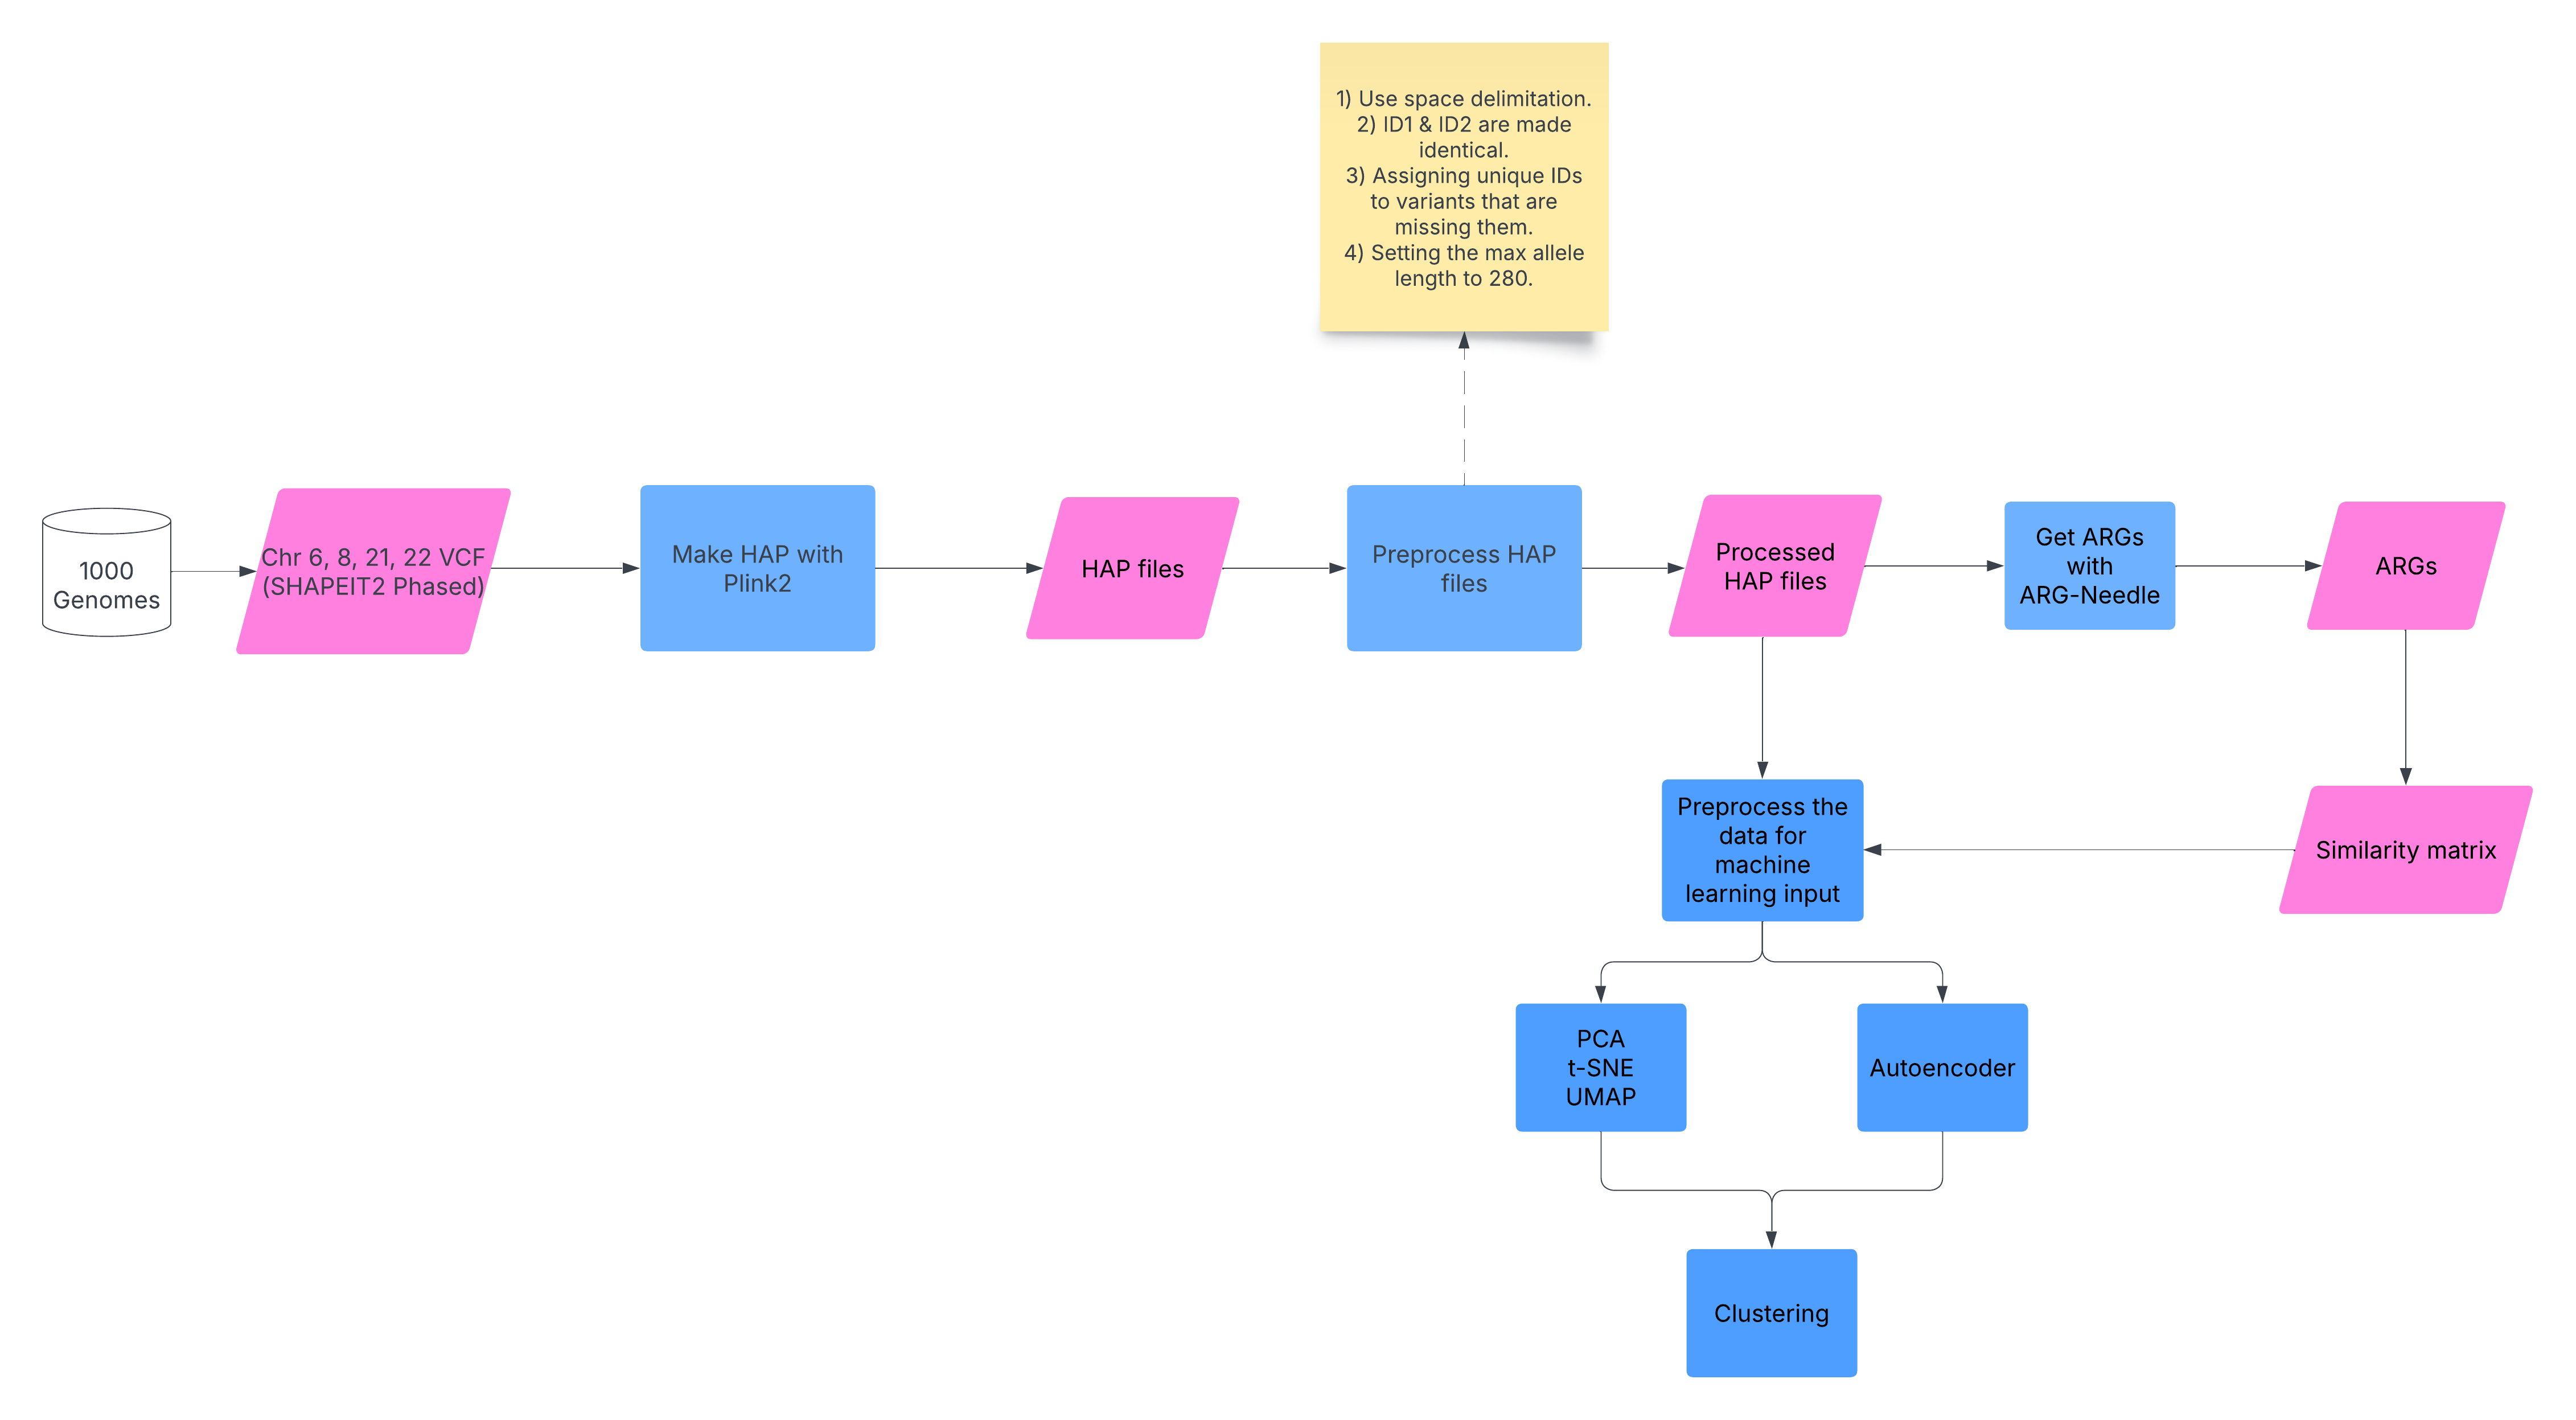 1) Use space delimitation.
2) ID1 & ID2 are made
identical.
3) Assigning unique IDs
to variants that are
missing them.
4) Setting the max allele
length to 280.
1000
Genomes
Chr 6, 8, 21, 22 VCF
(SHAPEIT2 Phased)
Make HAP with
Plink2
HAP files
Preprocess HAP
files
Processed
HAP files
Get ARGs
with
ARG-Needle
ARGs
Preprocess the
data for
machine
learning input
Similarity matrix
PCA
t-SNE
UMAP
Autoencoder
Clustering